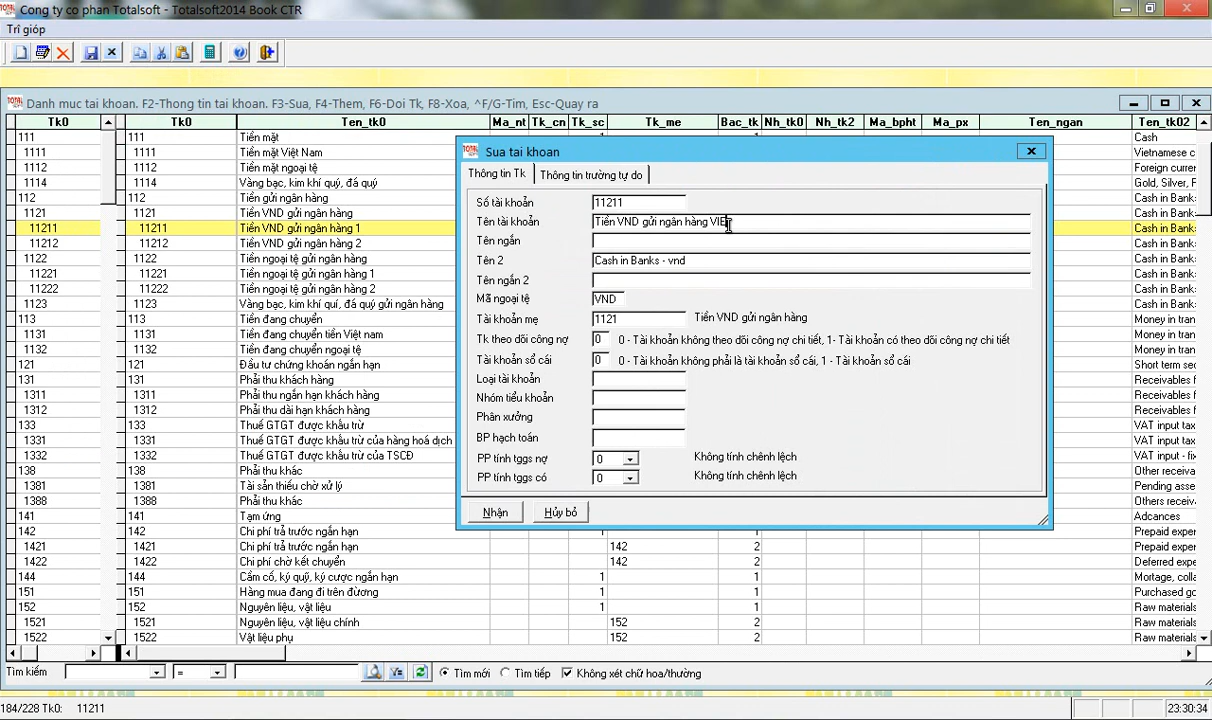 Cong ty co phan Totalsoft - Totalsoft2014 Book CTR
Trî gióp
Danh muc tai khoan. F2-Thong tin tai khoan. F3-Sua, F4-Them, F6-Doi Tk, F8-Xoa, ^F/G-Tim, Esc-Quay ra
Tk0 Tk0 Ten_tk0 Ma_nt Tk_cn Tk_sc Tk_me Bac_tk Nh_tk0 Nh_tk2 Ma_bpht Ma_px Ten_ngan Ten_tk02
111 111 Tiền mặt Cash
1111 1111 Tiền mặt Việt Nam Vietnamese c
1112 1112 Tiền mặt ngoại tệ Foreign curre
1114 1114 Vàng bạc, kim khí quý, đá quý Gold, Silver, F
112 112 Tiền gửi ngân hàng Cash in Bank
1121 1121 Tiền VND gửi ngân hàng Cash in Bank
11211 11211 Tiền VND gửi ngân hàng 1 Cash in Bank
11212 11212 Tiền VND gửi ngân hàng 2 Cash in Bank
1122 1122 Tiền ngoại tệ gửi ngân hàng Cash in Bank
11221 11221 Tiền ngoại tệ gửi ngân hàng 1 Cash in Bank
11222 11222 Tiền ngoại tệ gửi ngân hàng 2 Cash in Bank
1123 1123 Vàng bạc, kim khí quí, đá quý gửi ngân hàng Cash in Bank
113 113 Tiền đang chuyển Money in tran
1131 1131 Tiền đang chuyển tiền Việt nam Money in tran
1132 1132 Tiền đang chuyển ngoại tệ Money in tran
121 121 Đầu tư chứng khoán ngắn hạn Short term sec
131 131 Phải thu khách hàng Receivables f
1311 1311 Phải thu ngắn hạn khách hàng Receivables f
1312 1312 Phải thu dài hạn khách hàng Receivables f
133 133 Thuế GTGT được khấu trừ VAT input tax
1331 1331 Thuế GTGT được khấu trừ của hàng hoá dịch VAT input tax
1332 1332 Thuế GTGT được khấu trừ của TSCĐ VAT input - fix
138 138 Phải thu khác Other receiva
1381 1381 Tài sản thiếu chờ xử lý Pending asse
1388 1388 Phải thu khác Others receiv
141 141 Tạm ứng Adcances
142 142 Chi phí trả trước ngắn hạn Prepaid expe
1421 1421 Chi phí trả trước ngắn hạn 142 2 Prepaid exper
1422 1422 Chi phí chờ kết chuyển 142 2 Deferred expe
144 144 Cầm cố, ký quỹ, ký cược ngắn hạn 1 1 Mortage, colla
151 151 Hàng mua đang đi trên đường 1 1 Purchased go
152 152 Nguyên liệu, vật liệu 1 1 Raw materials
1521 1521 Nguyên liệu, vật liệu chính 152 2 Raw materials
1522 1522 Vật liệu phụ 152 2 Raw materials
Sua tai khoan
Thông tin Tk Thông tin trường tự do
Số tài khoản 11211
Tên tài khoản Tiền VND gửi ngân hàng VIE
Tên ngắn
Tên 2 Cash in Banks - vnd
Tên ngắn 2
Mã ngoại tệ VND
Tài khoản mẹ 1121 Tiền VND gửi ngân hàng
Tk theo dõi công nợ 0 0 - Tài khoản không theo dõi công nợ chi tiết, 1- Tài khoản có theo dõi công nợ chi tiết
Tài khoản sổ cái 0 0 - Tài khoản không phải là tài khoản sổ cái, 1 - Tài khoản sổ cái
Loại tài khoản
Nhóm tiểu khoản
Phân xưởng
BP hạch toán
PP tính tggs nợ 0 Không tính chênh lệch
PP tính tggs có 0 Không tính chênh lệch
Nhận Hủy bỏ
Tìm kiếm = Tìm mới Tìm tiếp Không xét chữ hoa/thường
184/228 Tk0: 11211 23:30:34